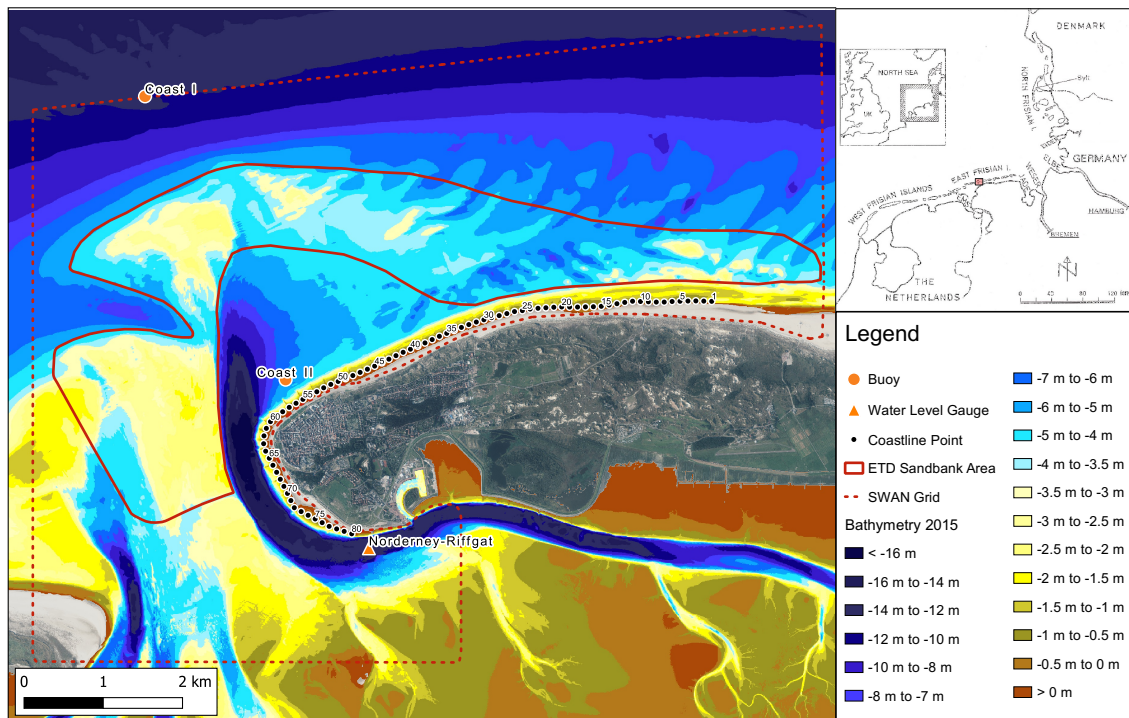 Coast I
Coast II
Norderney-Riffgat
1
5
10
15
20
25
30
35
40
45
50
55
60
65
70
75
80
0 1 2 km
DENMARK
NORTH SEA
UK
Sylt
NORTH FRISIAN I.
EIDER
ELBE
GERMANY
WESER
JADE
EAST FRISIAN I.
WEST FRISIAN ISLANDS
HAMBURG
BREMEN
THE
NETHERLANDS
N
0 40 80 120 km
Legend
Buoy
Water Level Gauge
Coastline Point
ETD Sandbank Area
SWAN Grid
Bathymetry 2015
< -16 m
-16 m to -14 m
-14 m to -12 m
-12 m to -10 m
-10 m to -8 m
-8 m to -7 m
-7 m to -6 m
-6 m to -5 m
-5 m to -4 m
-4 m to -3.5 m
-3.5 m to -3 m
-3 m to -2.5 m
-2.5 m to -2 m
-2 m to -1.5 m
-1.5 m to -1 m
-1 m to -0.5 m
-0.5 m to 0 m
> 0 m